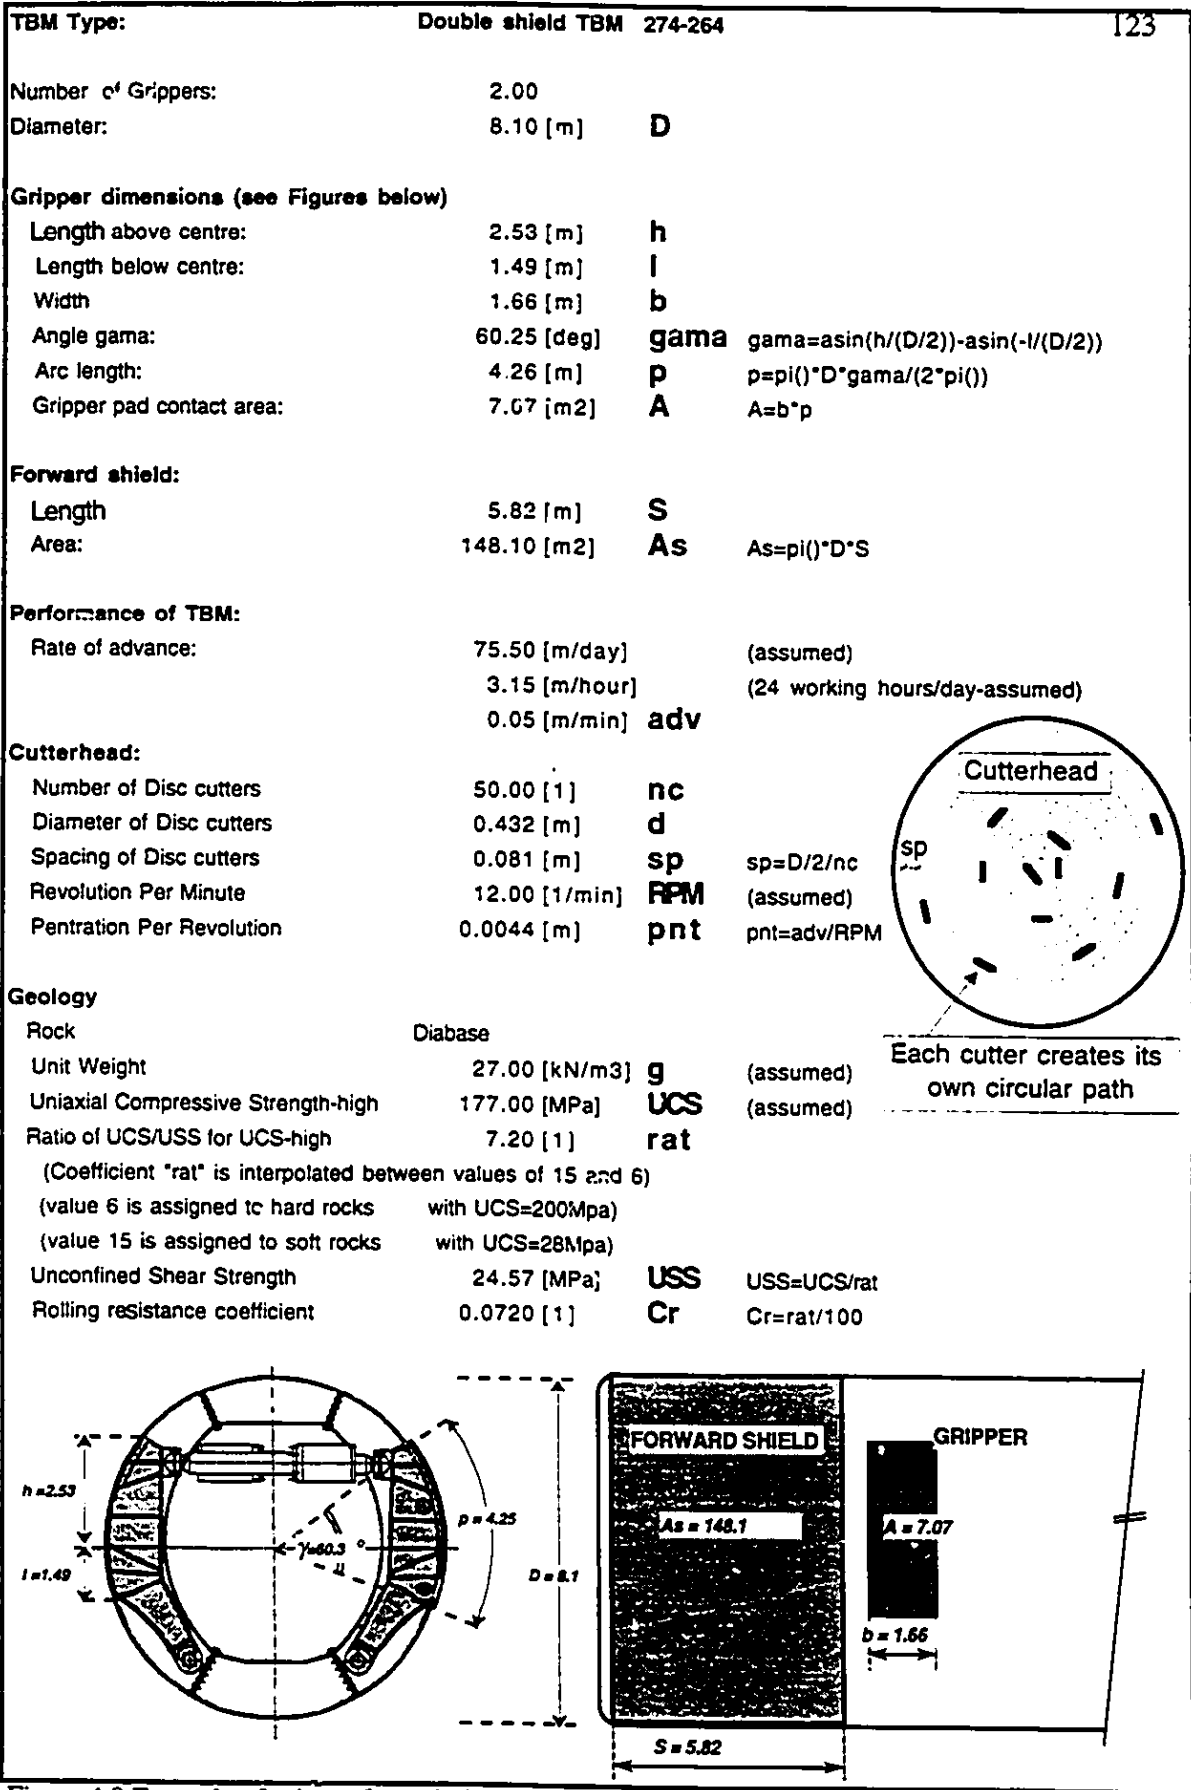 TBM Type: Double shield TBM 274-264 123
Number of Grippers: 2.00
Diameter: 8.10 [m] D
Gripper dimensions (see Figures below)
Length above centre: 2.53 [m] h
Length below centre: 1.49 [m] l
Width 1.66 [m] b
Angle gama: 60.25 [deg] gama gama=asin(h/(D/2))-asin(-l/(D/2))
Arc length: 4.26 [m] p p=pi()*D*gama/(2*pi())
Gripper pad contact area: 7.07 [m2] A A=b*p
Forward shield:
Length 5.82 [m] S
Area: 148.10 [m2] As As=pi()*D*S
Performance of TBM:
Rate of advance: 75.50 [m/day] (assumed)
3.15 [m/hour] (24 working hours/day-assumed)
0.05 [m/min] adv
Cutterhead:
Number of Disc cutters 50.00 [1] nc
Diameter of Disc cutters 0.432 [m] d
Spacing of Disc cutters 0.081 [m] sp sp=D/2/nc
Revolution Per Minute 12.00 [1/min] RPM (assumed)
Pentration Per Revolution 0.0044 [m] pnt pnt=adv/RPM
Cutterhead
sp
Each cutter creates its
own circular path
Geology
Rock Diabase
Unit Weight 27.00 [kN/m3] g (assumed)
Uniaxial Compressive Strength-high 177.00 [MPa] UCS (assumed)
Ratio of UCS/USS for UCS-high 7.20 [1] rat
(Coefficient "rat" is interpolated between values of 15 and 6)
(value 6 is assigned to hard rocks with UCS=200Mpa)
(value 15 is assigned to soft rocks with UCS=28Mpa)
Unconfined Shear Strength 24.57 [MPa] USS USS=UCS/rat
Rolling resistance coefficient 0.0720 [1] Cr Cr=rat/100
h=2.53
l=1.49
γ=60.3 °
p = 4.25
D = 8.1
FORWARD SHIELD
As = 148.1
GRIPPER
A = 7.07
b = 1.66
S = 5.82